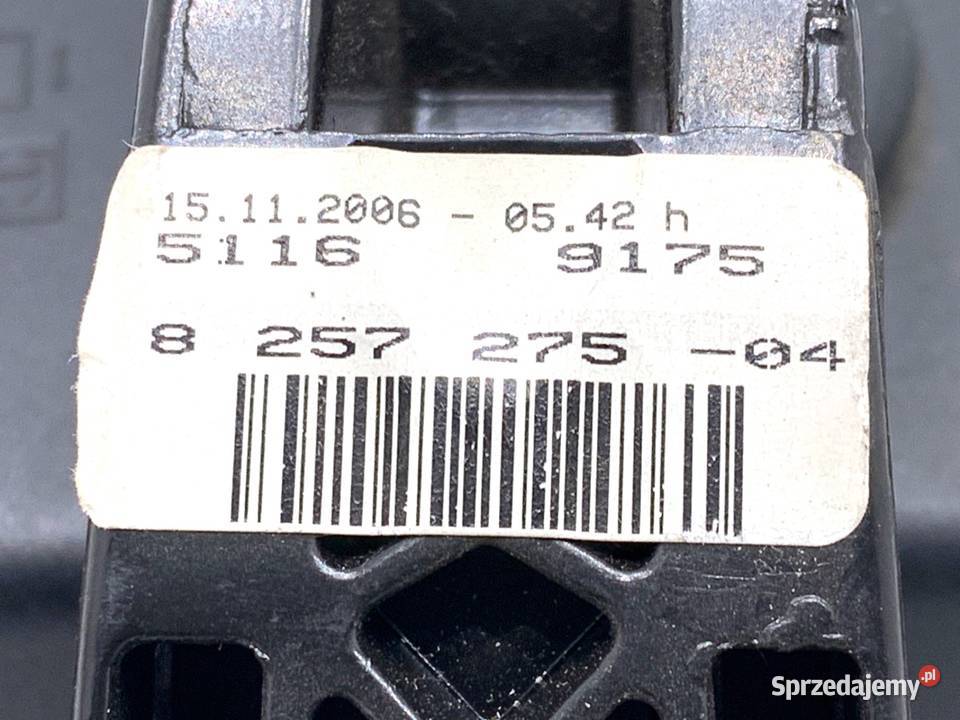 15.11.2006 - 05.42 h
5116 9175
8 257 275 -04
Sprzedajemy.pl